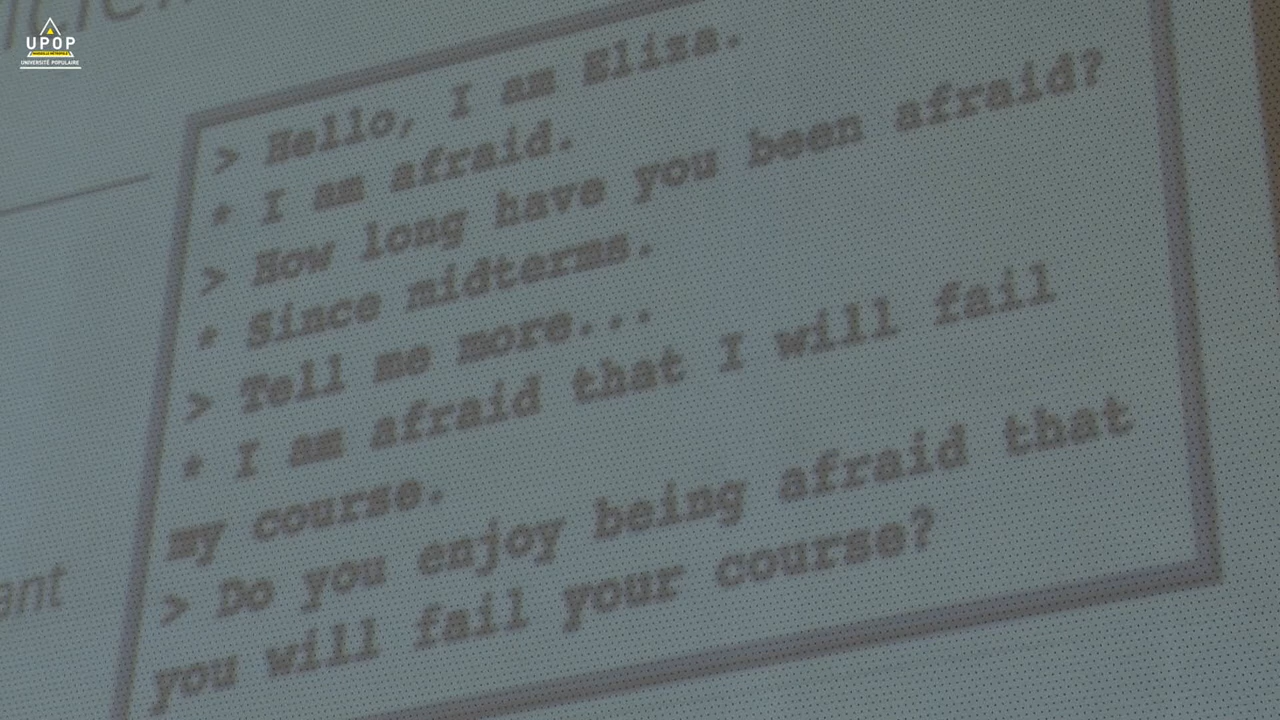 UPOP
UNIVERSITÉ POPULAIRE
> Hello, I am Eliza.
* I am afraid.
> How long have you been afraid?
* Since midterms.
> Tell me more...
* I am afraid that I will fail
my course.
> Do you enjoy being afraid that
you will fail your course?